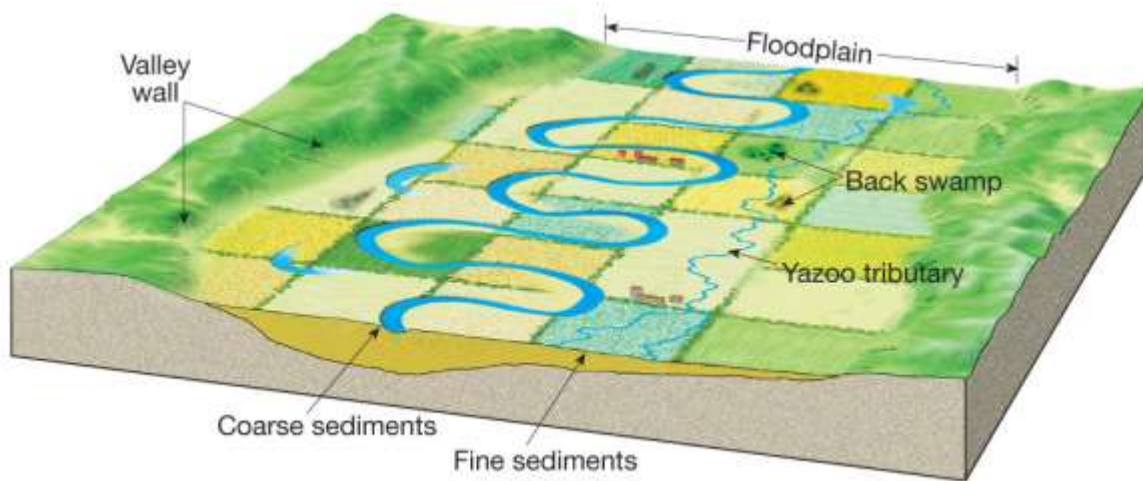 Floodplain
Valley
wall
Back swamp
Yazoo tributary
Coarse sediments
Fine sediments